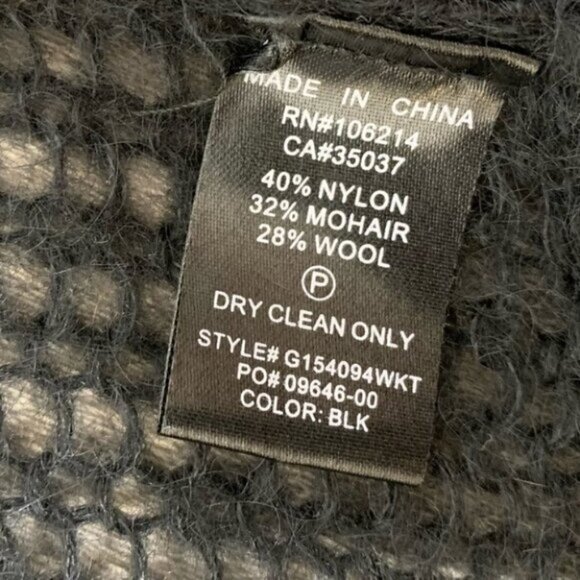 MADE IN CHINA
RN#106214
CA#35037
40% NYLON
32% MOHAIR
28% WOOL
P
DRY CLEAN ONLY
STYLE# G154094WKT
PO# 09646-00
COLOR: BLK